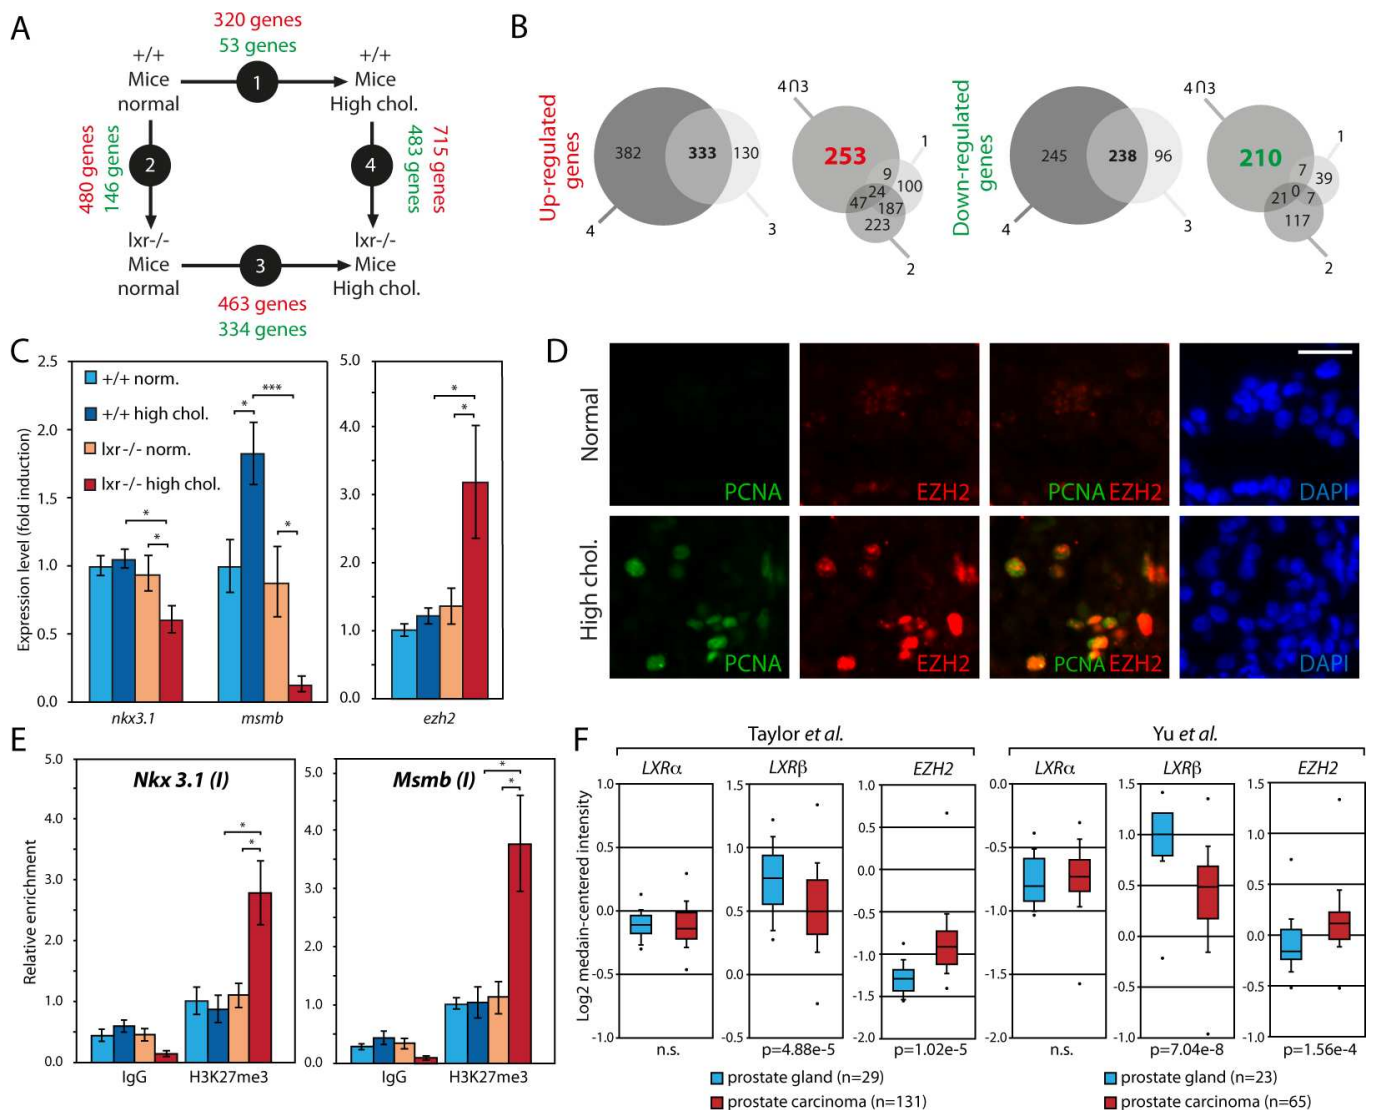 A
320 genes
53 genes
+/+
Mice
normal
1
+/+
Mice
High chol.
480 genes
146 genes
2
4
483 genes
715 genes
lxr-/-
Mice
normal
3
lxr-/-
Mice
High chol.
463 genes
334 genes
B
Up-regulated
genes
382
333
130
4
3
4∩3
253
1
9
100
24
47
187
223
2
Down-regulated
genes
245
238
96
4
3
4∩3
210
1
7
39
0
21
7
117
2
C
Expression level (fold induction)
2.5
2.0
1.5
1.0
0.5
0.0
+/+ norm.
+/+ high chol.
lxr-/- norm.
lxr-/- high chol.
*
*
*
***
*
nkx3.1
msmb
5.0
4.0
3.0
2.0
1.0
0.0
*
*
ezh2
D
Normal
PCNA
EZH2
PCNA EZH2
DAPI
High chol.
PCNA
EZH2
PCNA EZH2
DAPI
E
Relative enrichment
5.0
4.0
3.0
2.0
1.0
0.0
Nkx 3.1 (I)
*
*
IgG
H3K27me3
5.0
4.0
3.0
2.0
1.0
0.0
Msmb (I)
*
*
IgG
H3K27me3
F
Taylor et al.
Yu et al.
Log2 medain-centered intensity
LXRα
1.0
0.5
0.0
-0.5
-1.0
n.s.
LXRβ
1.5
1.0
0.5
0.0
-0.5
p=4.88e-5
EZH2
1.0
0.5
0.0
-0.5
-1.0
-1.5
-2.0
p=1.02e-5
LXRα
0.0
-0.5
-1.0
-1.5
-2.0
n.s.
LXRβ
1.5
1.0
0.5
0.0
-0.5
-1.0
p=7.04e-8
EZH2
1.5
1.0
0.5
0.0
-0.5
-1.0
p=1.56e-4
prostate gland (n=29)
prostate carcinoma (n=131)
prostate gland (n=23)
prostate carcinoma (n=65)